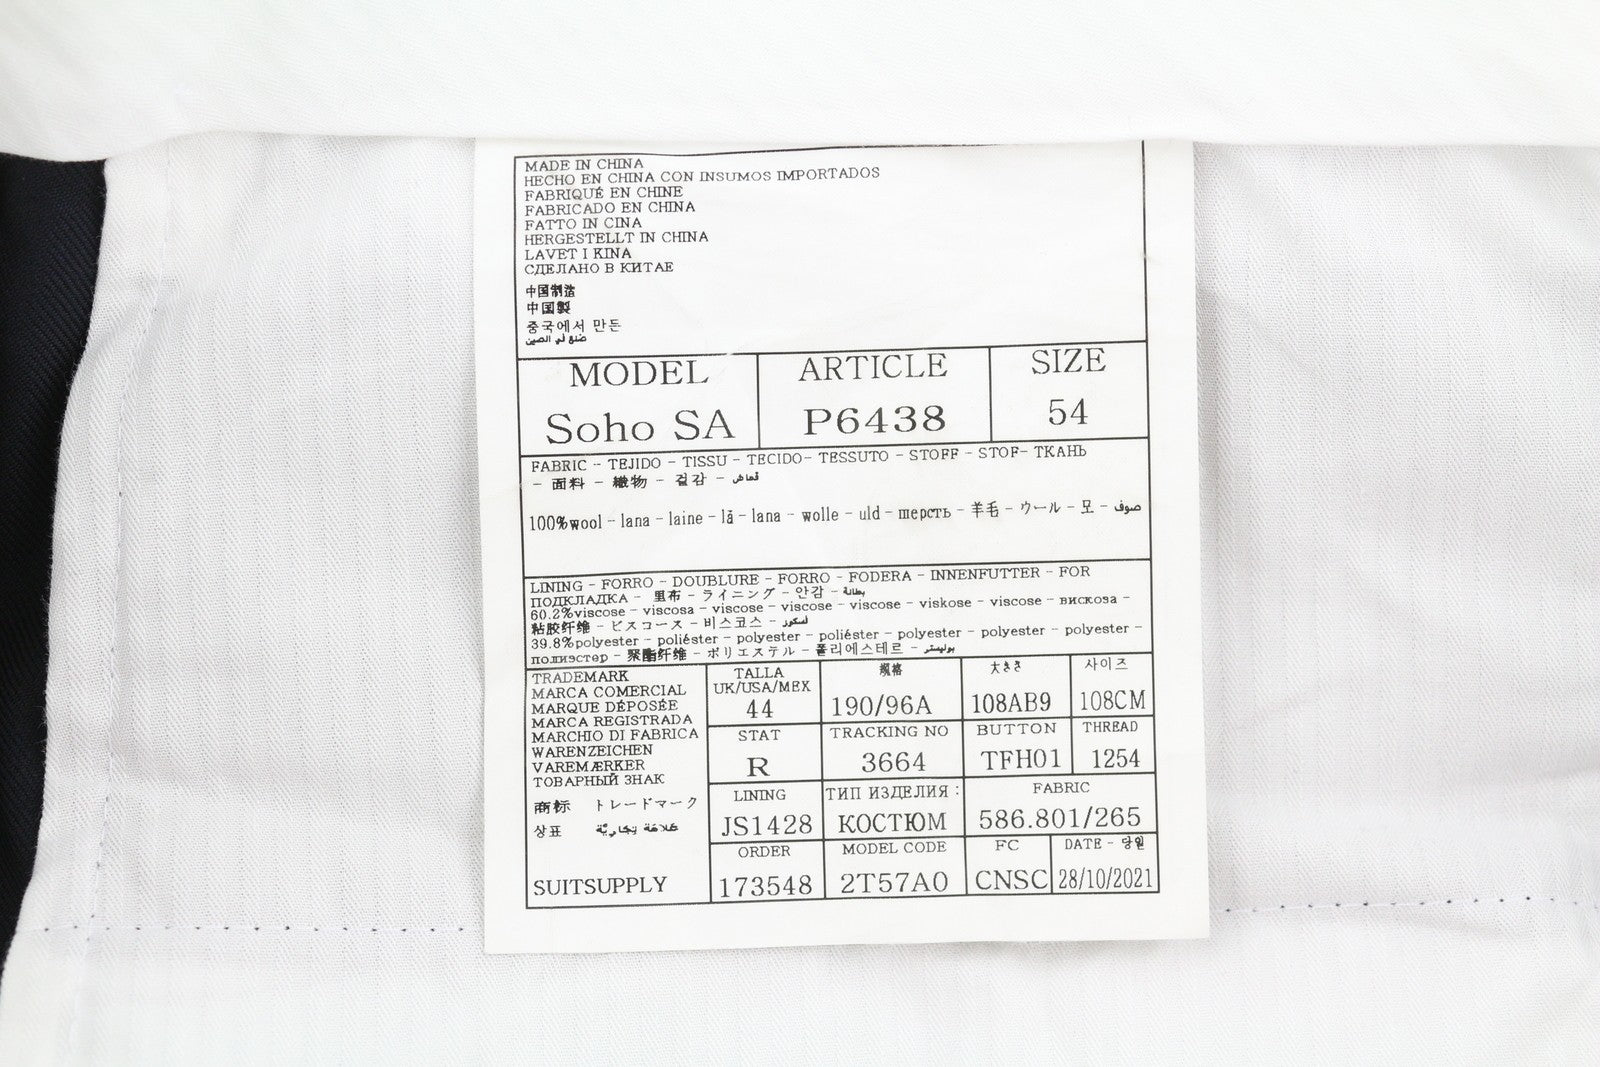 MADE IN CHINA
HECHO EN CHINA CON INSUMOS IMPORTADOS
FABRIQUÉ EN CHINE
FABRICADO EN CHINA
FATTO IN CINA
HERGESTELLT IN CHINA
LAVET I KINA
СДЕЛАНО В КИТАЕ
中国制造
中国製
중국에서 만든
صنع في الصين
MODEL ARTICLE SIZE
Soho SA P6438 54
FABRIC - TEJIDO - TISSU - TECIDO- TESSUTO - STOFF - STOF- ТКАНЬ
- 面料 - 織物 - 겉감 - قماش
100%wool - lana - laine - lã - lana - wolle - uld - шерсть - 羊毛 - ウール - 모 - صوف
LINING - FORRO - DOUBLURE - FORRO - FODERA - INNENFUTTER - FOR
ПОДКЛАДКА - 里布 - ライニング - 안감 - بطانة
60.2%viscose - viscosa - viscose - viscose - viscose - viskose - viscose - вискоза -
粘胶纤维 - ビスコース - 비스코스 -
39.8%polyester - poliéster - polyester - poliéster - polyester - polyester - polyester -
полиэстер - 聚酯纤维 - ポリエステル - 폴리에스테르 - بوليستر
TRADEMARK
MARCA COMERCIAL
MARQUE DÉPOSÉE
MARCA REGISTRADA
MARCHIO DI FABRICA
WARENZEICHEN
VAREMÆRKER
ТОВАРНЫЙ ЗНАК
商标 トレードマーク
상표 علامة تجارية
SUITSUPPLY
TALLA 规格 大きさ 사이즈
UK/USA/MEX
44 190/96A 108AB9 108CM
STAT TRACKING NO BUTTON THREAD
R 3664 TFH01 1254
LINING ТИП ИЗДЕЛИЯ : FABRIC
JS1428 КОСТЮМ 586.801/265
ORDER MODEL CODE FC DATE -
173548 2T57A0 CNSC 28/10/2021